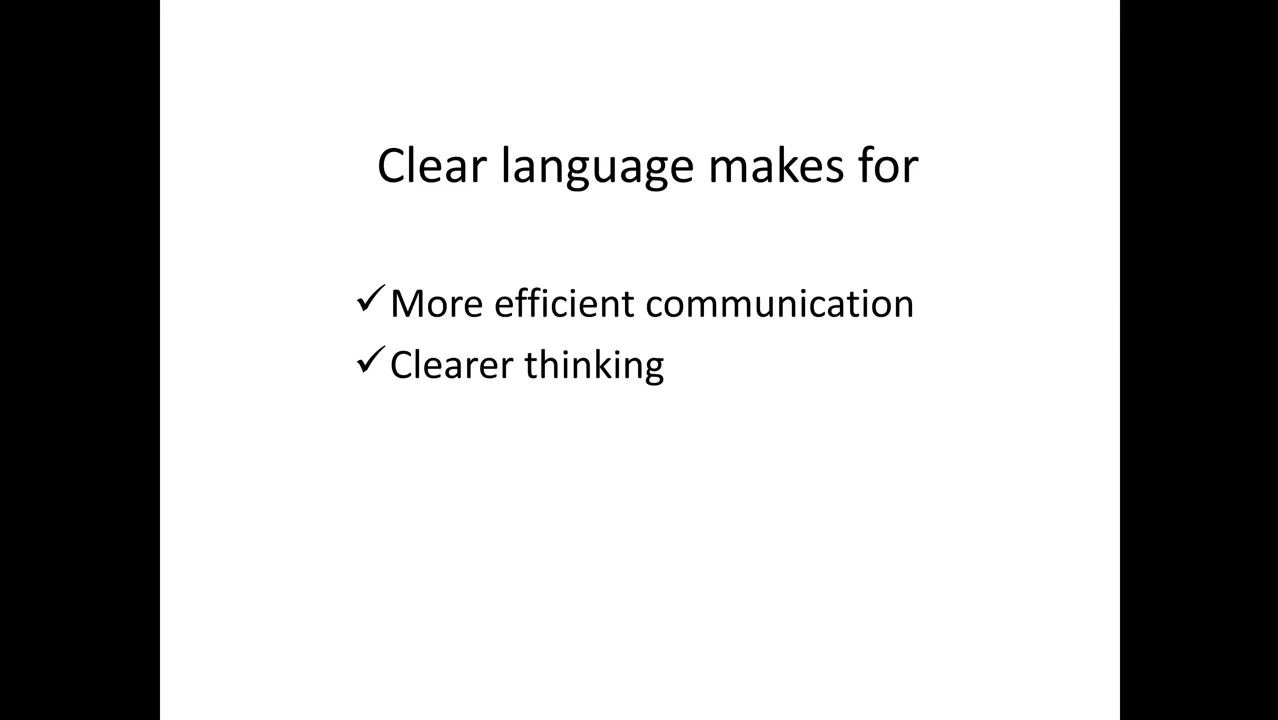 Clear language makes for
✓More efficient communication
✓Clearer thinking